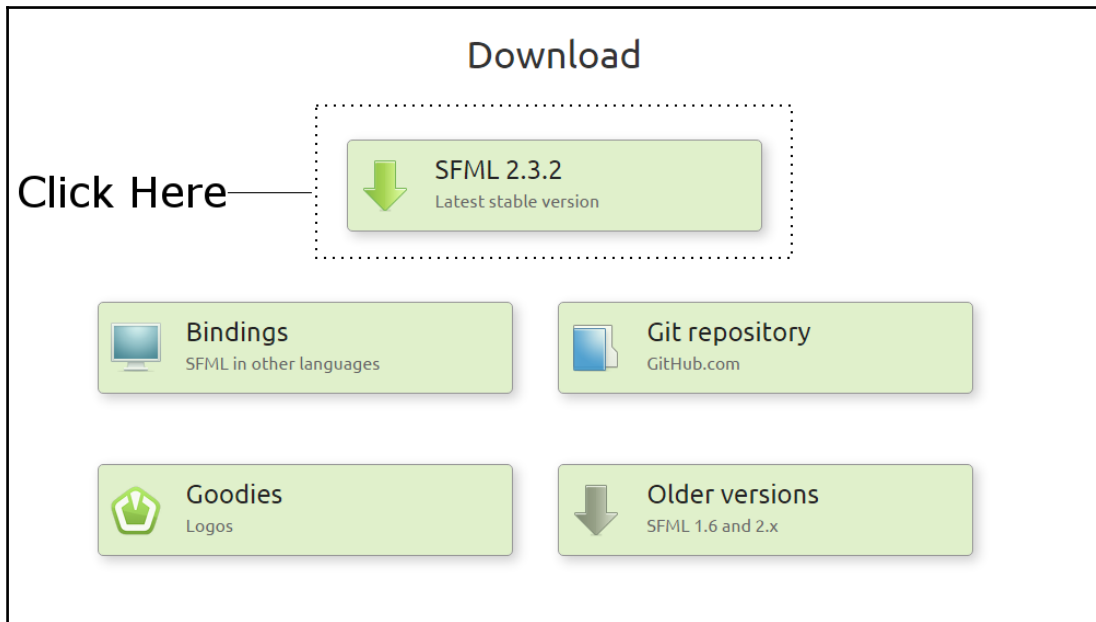 Download
SFML 2.3.2
Latest stable version
Click Here
Bindings
SFML in other languages
Git repository
GitHub.com
Goodies
Logos
Older versions
SFML 1.6 and 2.x